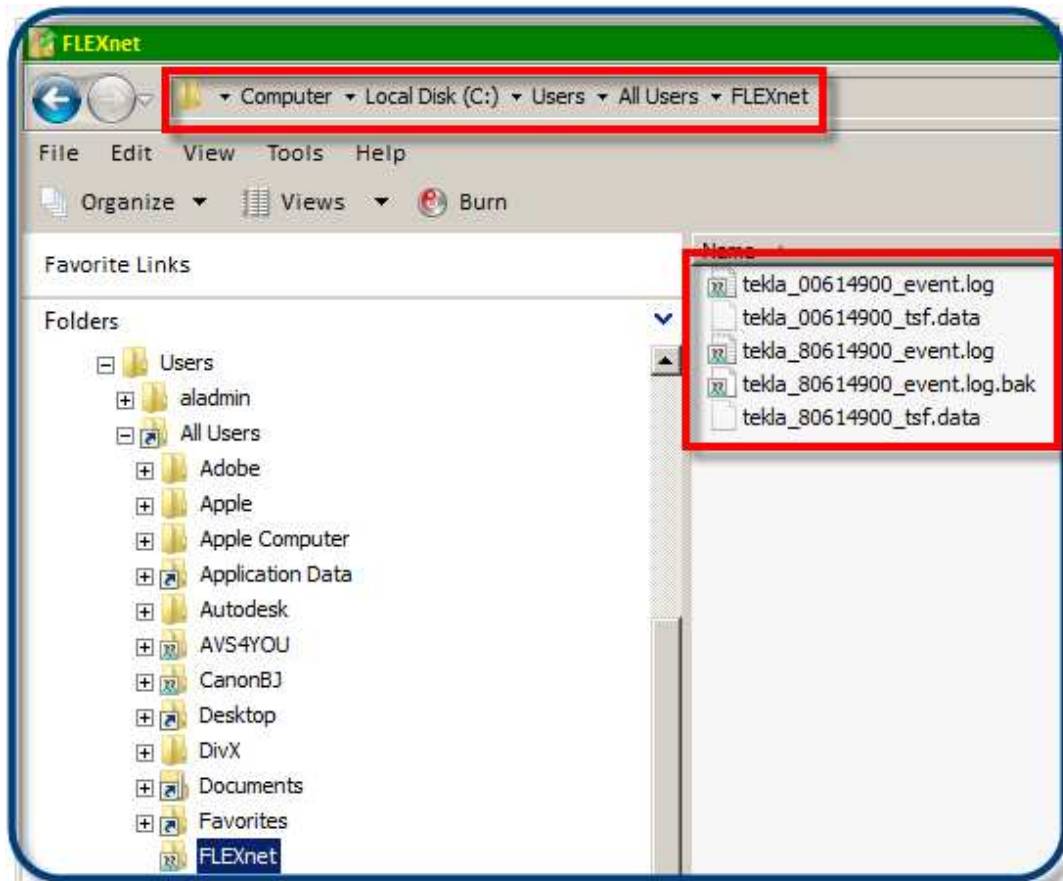 FLEXnet
Computer Local Disk (C:) Users All Users FLEXnet
File Edit View Tools Help
Organize Views Burn
Favorite Links
Folders
Users
aladmin
All Users
Adobe
Apple
Apple Computer
Application Data
Autodesk
AVS4YOU
CanonBJ
Desktop
DivX
Documents
Favorites
FLEXnet
Name
tekla_00614900_event.log
tekla_00614900_tsf.data
tekla_80614900_event.log
tekla_80614900_event.log.bak
tekla_80614900_tsf.data